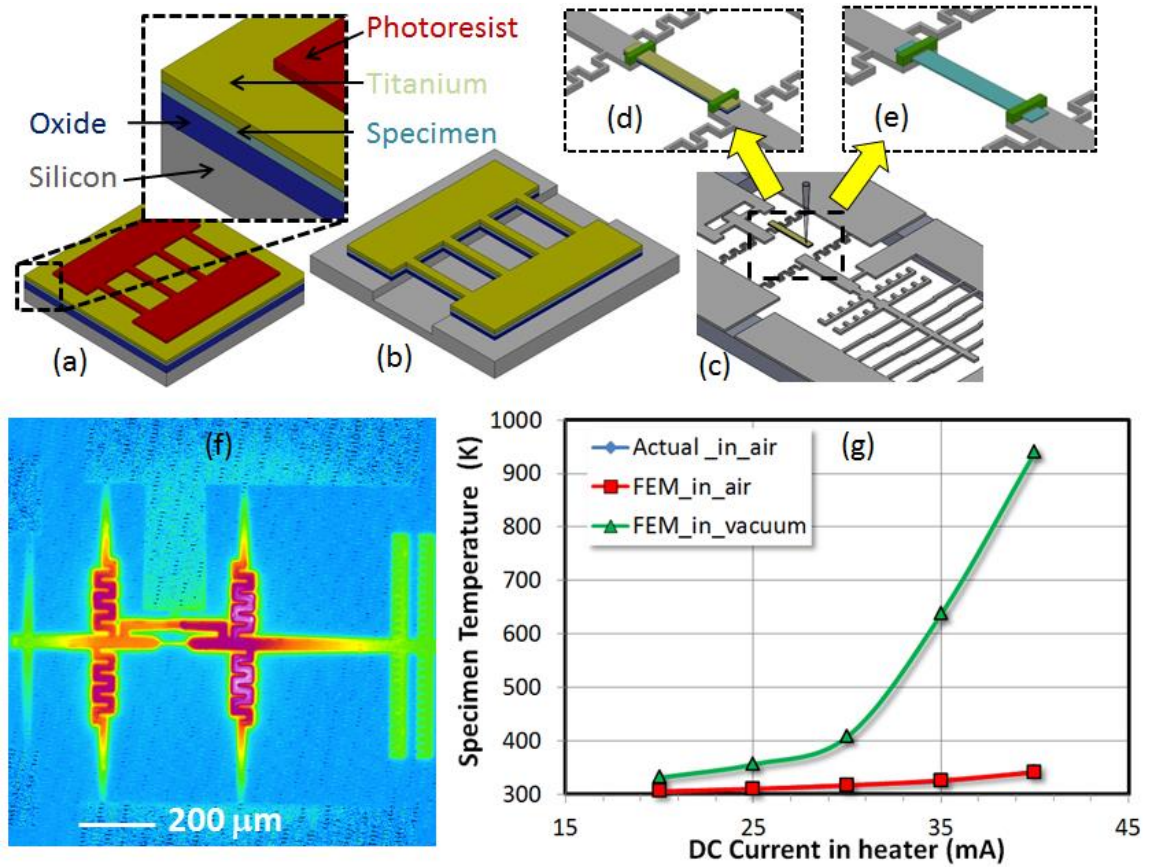 Photoresist
Titanium
Oxide
Specimen
Silicon
(a)
(b)
(c)
(d)
(e)
(f)
200 μm
(g)
Specimen Temperature (K)
1000
900
800
700
600
500
400
300
Actual _in_air
FEM_in_air
FEM_in_vacuum
15
25
35
45
DC Current in heater (mA)